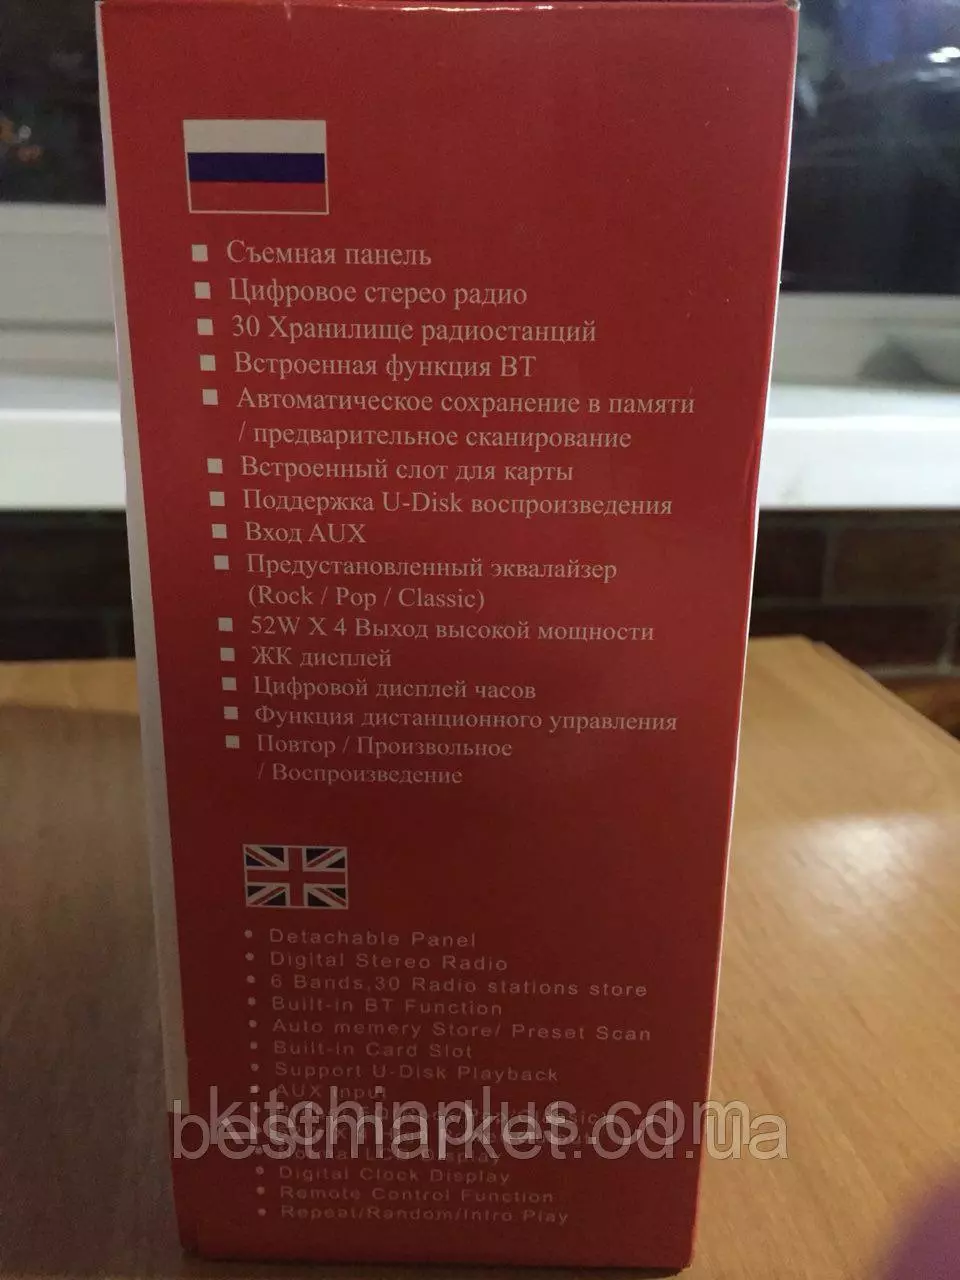 Съемная панель
Цифровое стерео радио
30 Хранилище радиостанций
Встроенная функция BT
Автоматическое сохранение в памяти
/ предварительное сканирование
Встроенный слот для карты
Поддержка U-Disk воспроизведения
Вход AUX
Предустановленный эквалайзер
(Rock / Pop / Classic)
52W X 4 Выход высокой мощности
ЖК дисплей
Цифровой дисплей часов
Функция дистанционного управления
Повтор / Произвольное
/ Воспроизведение
Detachable Panel
Digital Stereo Radio
6 Bands,30 Radio stations store
Built-in BT Function
Auto memery Store/ Preset Scan
Built-in Card Slot
Support U-Disk Playback
AUX Input
kitchinplus.com
bestmarket.od.ua
LCD Display
Digital Clock Display
Remote Control Function
Repeat/Random/Intro Play